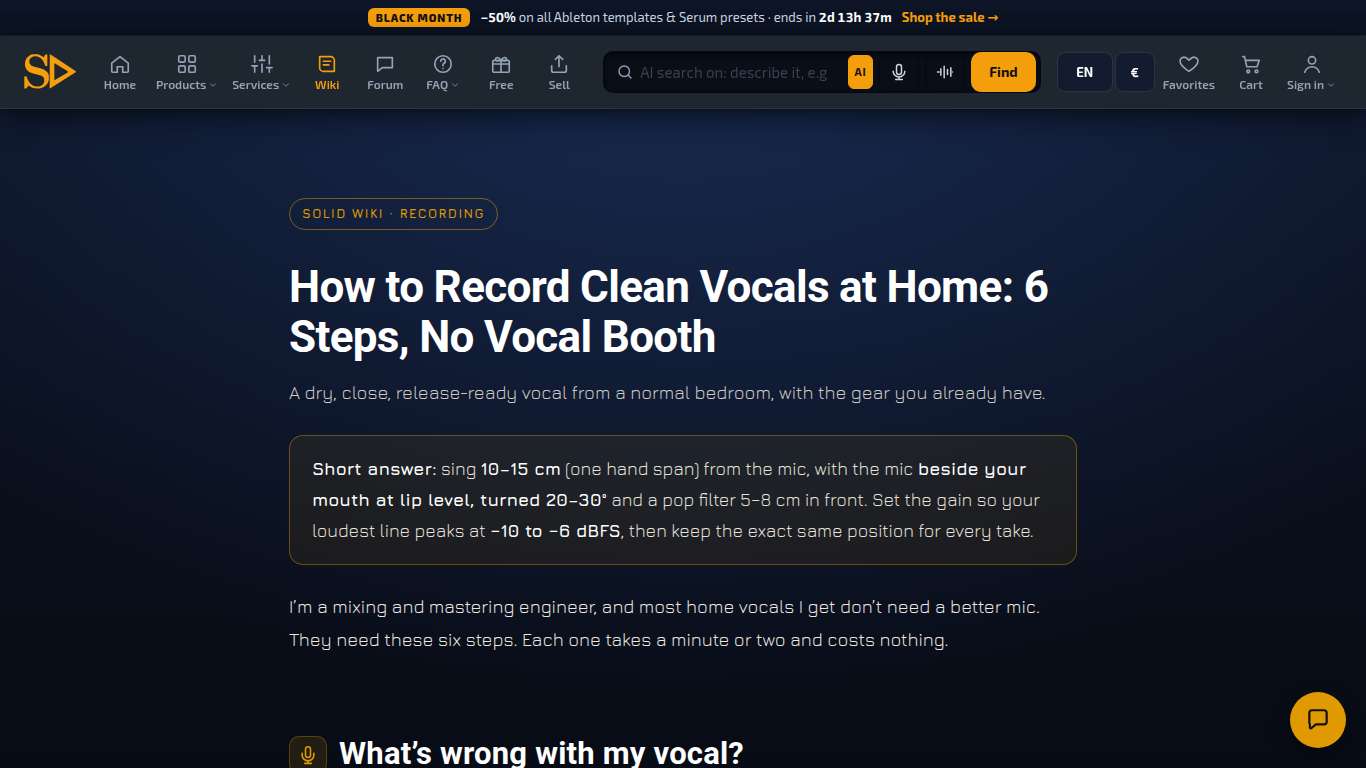 BLACK MONTH −50% on all Ableton templates & Serum presets · ends in 2d 13h 37m Shop the sale →
Home
Products
Services
Wiki
Forum
FAQ
Free
Sell
AI search on: describe it, e.g
AI
Find
EN
€
Favorites
Cart
Sign in
SOLID WIKI · RECORDING
How to Record Clean Vocals at Home: 6
Steps, No Vocal Booth
A dry, close, release-ready vocal from a normal bedroom, with the gear you already have.
Short answer: sing 10–15 cm (one hand span) from the mic, with the mic beside your
mouth at lip level, turned 20–30° and a pop filter 5–8 cm in front. Set the gain so your
loudest line peaks at −10 to −6 dBFS, then keep the exact same position for every take.
I'm a mixing and mastering engineer, and most home vocals I get don't need a better mic.
They need these six steps. Each one takes a minute or two and costs nothing.
What's wrong with my vocal?